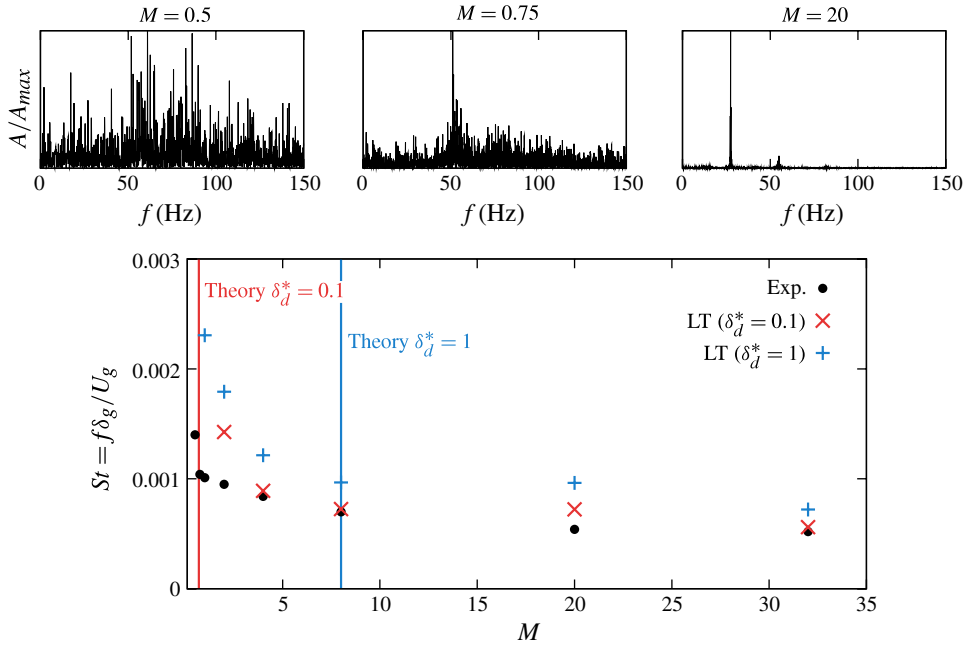 M = 0.5
M = 0.75
M = 20
A/A_max
0 50 100 150
0 50 100 150
0 50 100 150
f (Hz)
f (Hz)
f (Hz)
0.003
Theory δ*_d = 0.1
Exp.
LT (δ*_d = 0.1)
Theory δ*_d = 1
LT (δ*_d = 1)
0.002
St = fδ_g/U_g
0.001
0
5 10 15 20 25 30 35
M